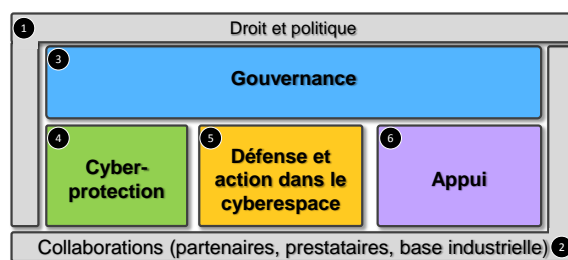 1 Droit et politique
3 Gouvernance
4 Cyber-
protection
5 Défense et
action dans le
cyberespace
6 Appui
Collaborations (partenaires, prestataires, base industrielle) 2